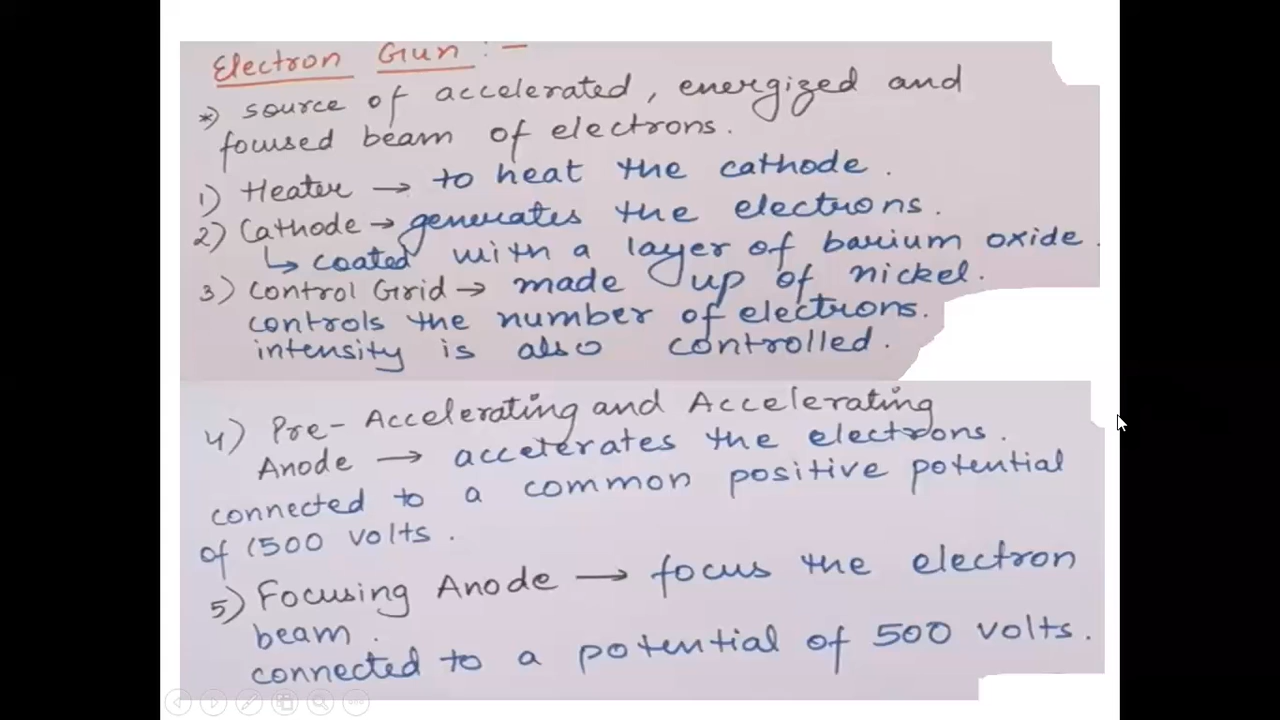 Electron Gun :-
*) source of accelerated, energized and
focused beam of electrons.
1) Heater → to heat the cathode.
2) Cathode → generates the electrons.
↳ coated with a layer of barium oxide.
3) Control Grid → made up of nickel.
controls the number of electrons.
intensity is also controlled.
4) Pre-Accelerating and Accelerating
Anode → accelerates the electrons.
connected to a common positive potential
of 1500 volts.
5) Focusing Anode → focus the electron
beam.
connected to a potential of 500 volts.